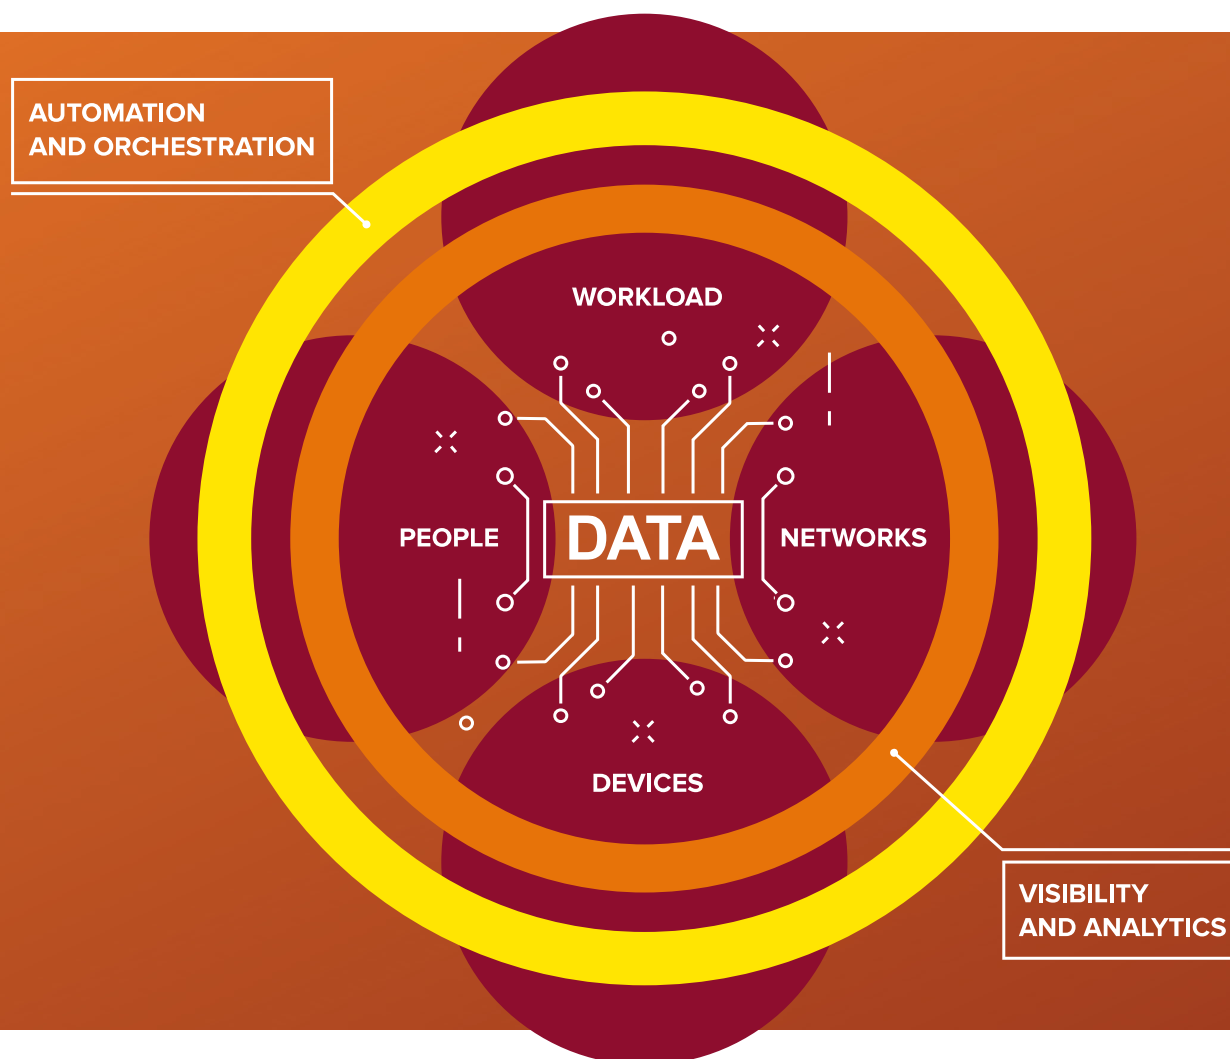 AUTOMATION
AND ORCHESTRATION
WORKLOAD
PEOPLE
DATA
NETWORKS
DEVICES
VISIBILITY
AND ANALYTICS